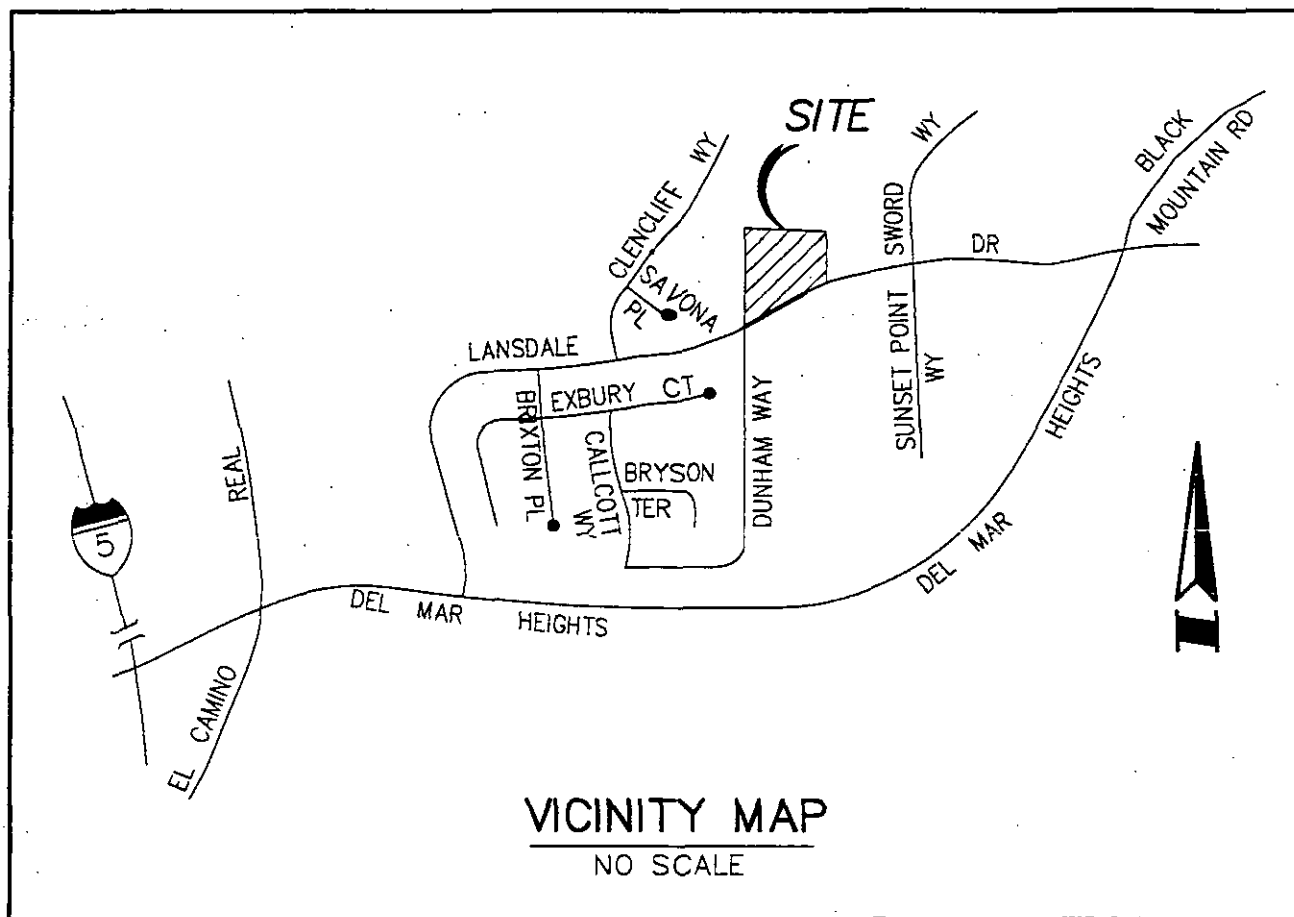 SITE
CLENCLIFF WY
SAVONA
PL
SWORD WY
BLACK
MOUNTAIN RD
LANSDALE
DR
EXBURY CT
BRIXTON PL
CALLCOTT
WY
BRYSON
TER
DUNHAM WAY
SUNSET POINT
WY
HEIGHTS
DEL MAR
REAL
5
DEL MAR
HEIGHTS
EL CAMINO
VICINITY MAP
NO SCALE